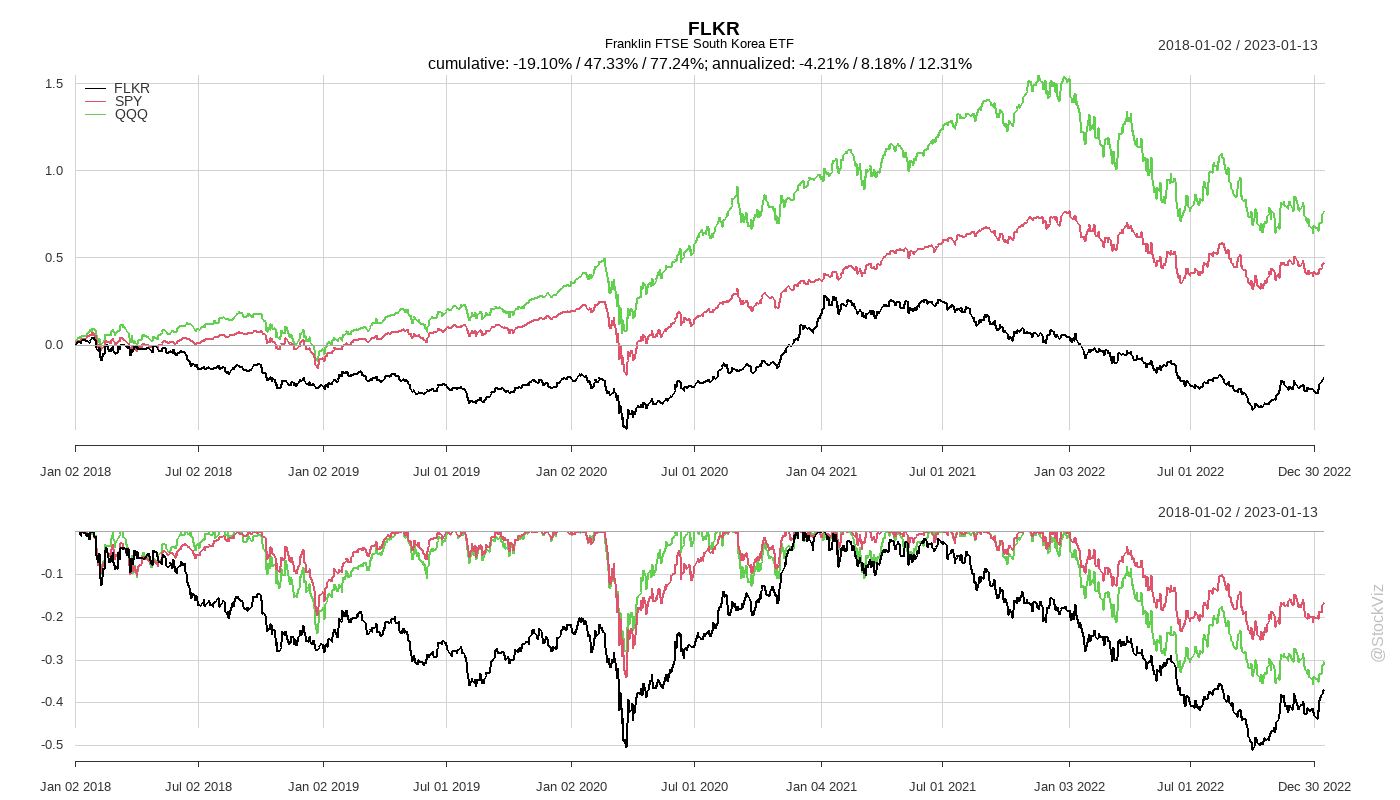 FLKR
Franklin FTSE South Korea ETF
2018-01-02 / 2023-01-13
cumulative: -19.10% / 47.33% / 77.24%; annualized: -4.21% / 8.18% / 12.31%
FLKR
SPY
QQQ
1.5
1.0
0.5
0.0
Jan 02 2018 Jul 02 2018 Jan 02 2019 Jul 01 2019 Jan 02 2020 Jul 01 2020 Jan 04 2021 Jul 01 2021 Jan 03 2022 Jul 01 2022 Dec 30 2022
2018-01-02 / 2023-01-13
-0.1
-0.2
-0.3
-0.4
-0.5
Jan 02 2018 Jul 02 2018 Jan 02 2019 Jul 01 2019 Jan 02 2020 Jul 01 2020 Jan 04 2021 Jul 01 2021 Jan 03 2022 Jul 01 2022 Dec 30 2022
@StockViz